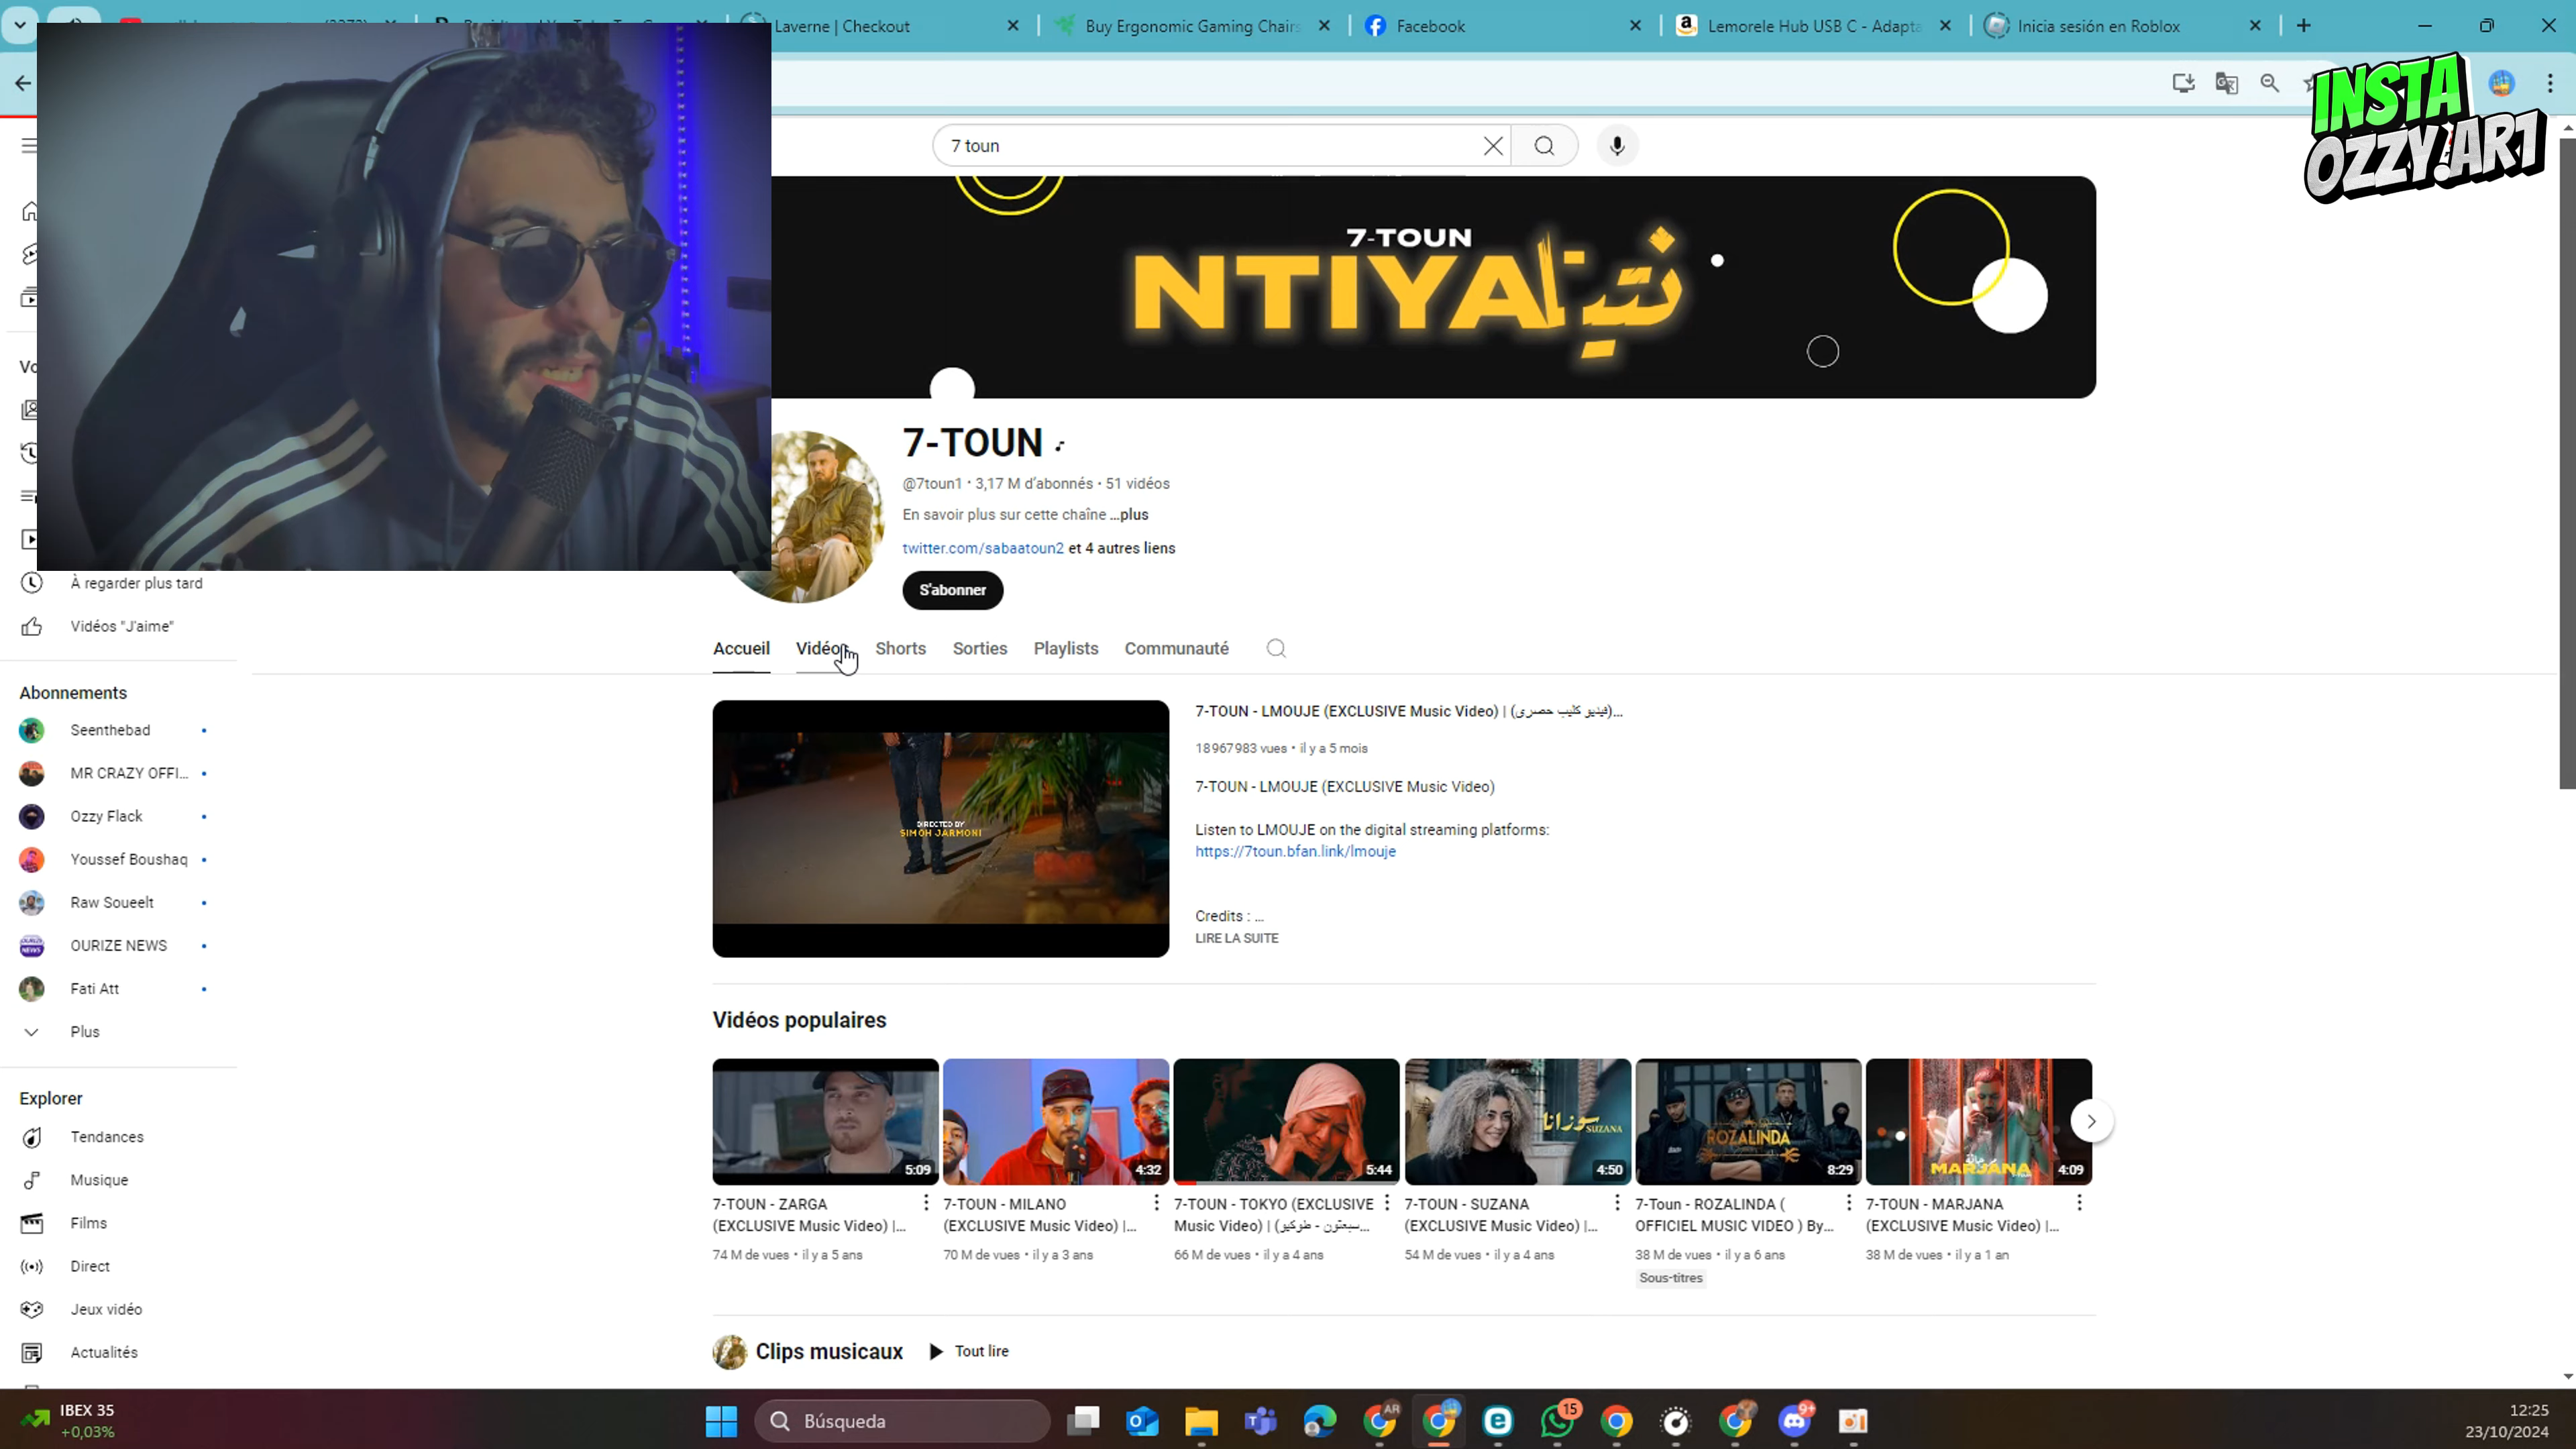 Laverne | Checkout
Buy Ergonomic Gaming Chairs
Facebook
Lemorele Hub USB C - Adapta
Inicia sesión en Roblox
INSTA
OZZY.ART
7 toun
7-TOUN
NTIYA نتيا
7-TOUN
@7toun1 • 3,17 M d'abonnés • 51 vidéos
En savoir plus sur cette chaîne ...plus
twitter.com/sabaatoun2 et 4 autres liens
S'abonner
À regarder plus tard
Vidéos "J'aime"
Accueil
Shorts
Sorties
Playlists
Communauté
Abonnements
Seenthebad
MR CRAZY OFFI...
Ozzy Flack
Youssef Boushaq
Raw Soueelt
OURIZE NEWS
Fati Att
Plus
DIRECTED BY
SIMOH JARMONI
7-TOUN - LMOUJE (EXCLUSIVE Music Video) | (فيديو كليب حصري)...
18 967 983 vues • il y a 5 mois
7-TOUN - LMOUJE (EXCLUSIVE Music Video)
Listen to LMOUJE on the digital streaming platforms:
https://7toun.bfan.link/lmouje
Credits : ...
LIRE LA SUITE
Explorer
Tendances
Musique
Films
Direct
Jeux vidéo
Actualités
Vidéos populaires
5:09
4:32
5:44
سوزانا SUZANA
4:50
ROZALINDA
8:29
MARJANA
4:09
7-TOUN - ZARGA
(EXCLUSIVE Music Video) |...
74 M de vues • il y a 5 ans
7-TOUN - MILANO
(EXCLUSIVE Music Video) |...
70 M de vues • il y a 3 ans
7-TOUN - TOKYO (EXCLUSIVE
Music Video) | (سبعتون - طوكيو...
66 M de vues • il y a 4 ans
7-TOUN - SUZANA
(EXCLUSIVE Music Video) |...
54 M de vues • il y a 4 ans
7-Toun - ROZALINDA (
OFFICIEL MUSIC VIDEO ) By...
38 M de vues • il y a 6 ans
Sous-titres
7-TOUN - MARJANA
(EXCLUSIVE Music Video) |...
38 M de vues • il y a 1 an
Clips musicaux
Tout lire
IBEX 35
+0,03%
Búsqueda
AR
15
9+
12:25
23/10/2024